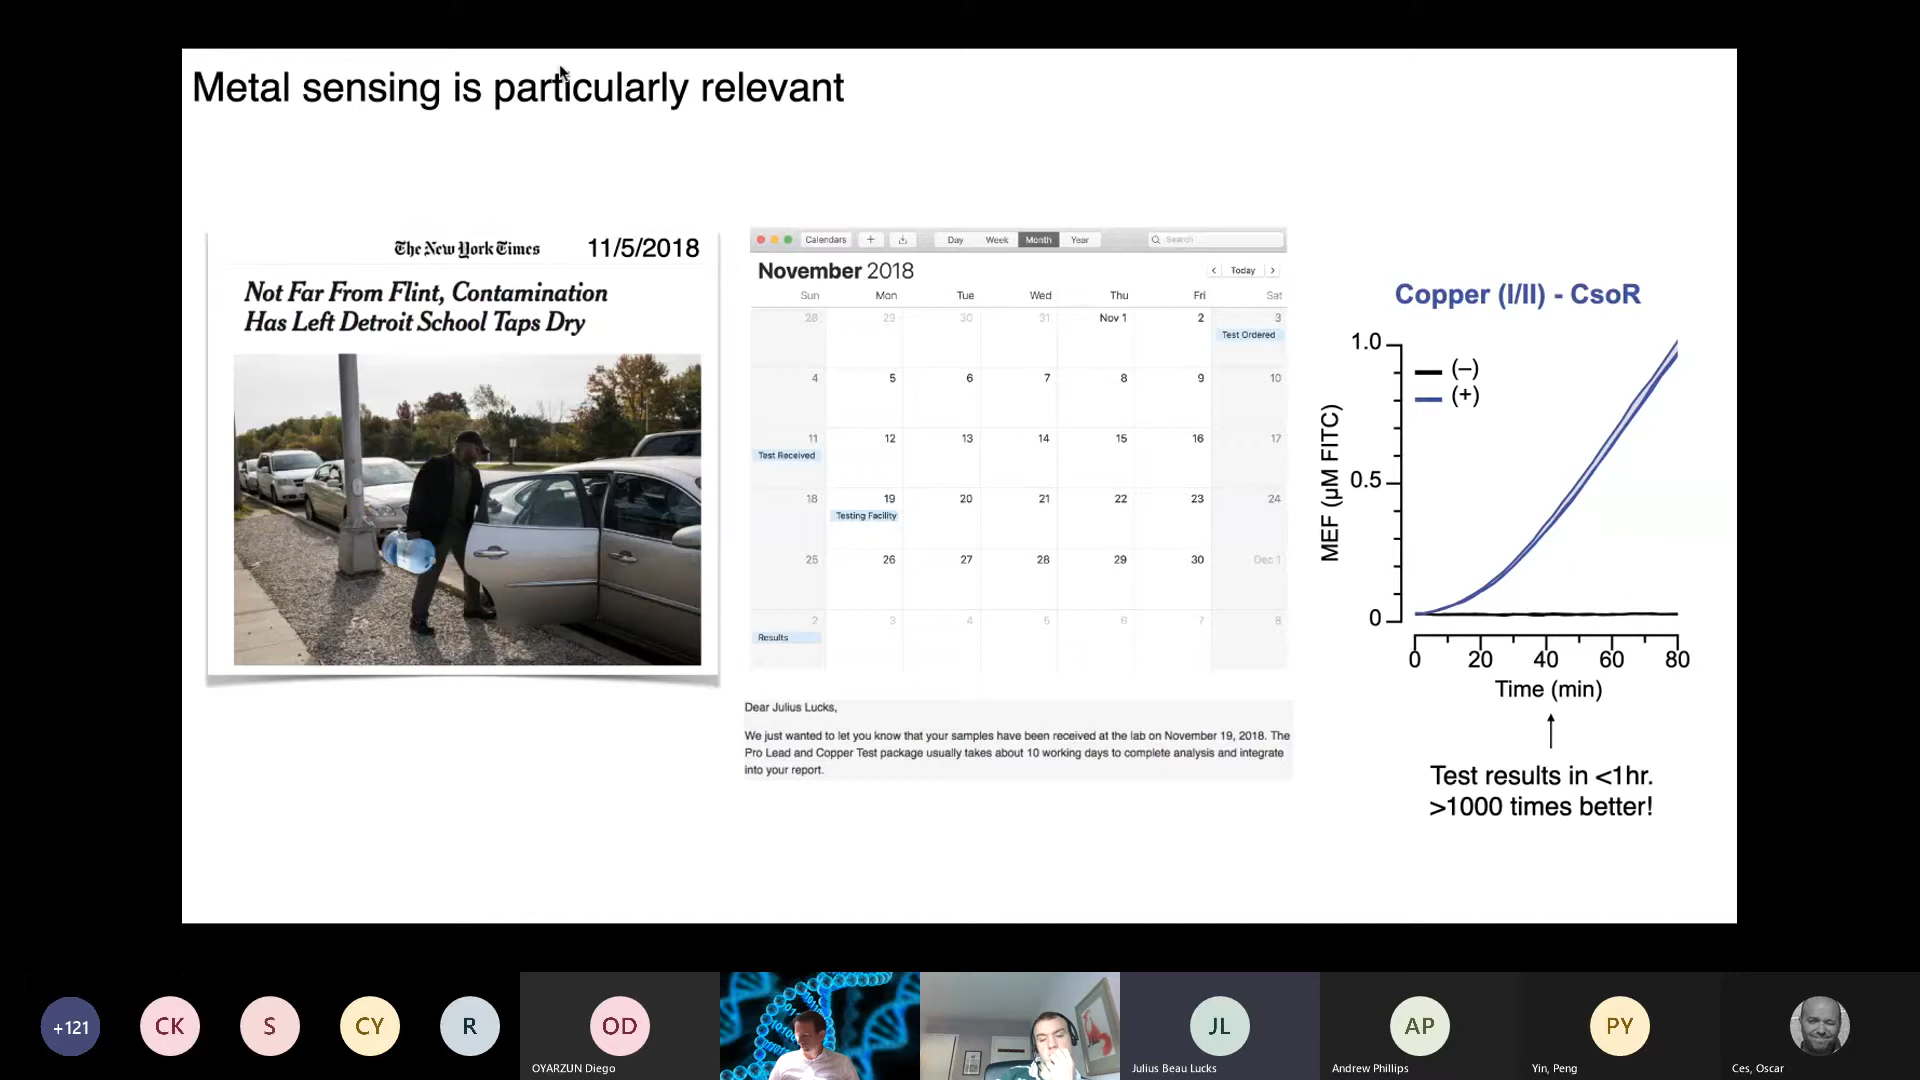 Metal sensing is particularly relevant
The New York Times
11/5/2018
Not Far From Flint, Contamination
Has Left Detroit School Taps Dry
Calendars
+
Day Week Month Year
Search
November 2018
< Today >
Sun Mon Tue Wed Thu Fri Sat
28 29 30 31 Nov 1 2 3
Test Ordered
4 5 6 7 8 9 10
11 12 13 14 15 16 17
Test Received
18 19 20 21 22 23 24
Testing Facility
25 26 27 28 29 30 Dec 1
2 3 4 5 6 7 8
Results
Dear Julius Lucks,
We just wanted to let you know that your samples have been received at the lab on November 19, 2018. The
Pro Lead and Copper Test package usually takes about 10 working days to complete analysis and integrate
into your report.
Copper (I/II) - CsoR
MEF (µM FITC)
1.0
0.5
0
(–)
(+)
0 20 40 60 80
Time (min)
Test results in <1hr.
>1000 times better!
+121
CK
S
CY
R
OD
OYARZUN Diego
JL
Julius Beau Lucks
AP
Andrew Phillips
PY
Yin, Peng
Ces, Oscar